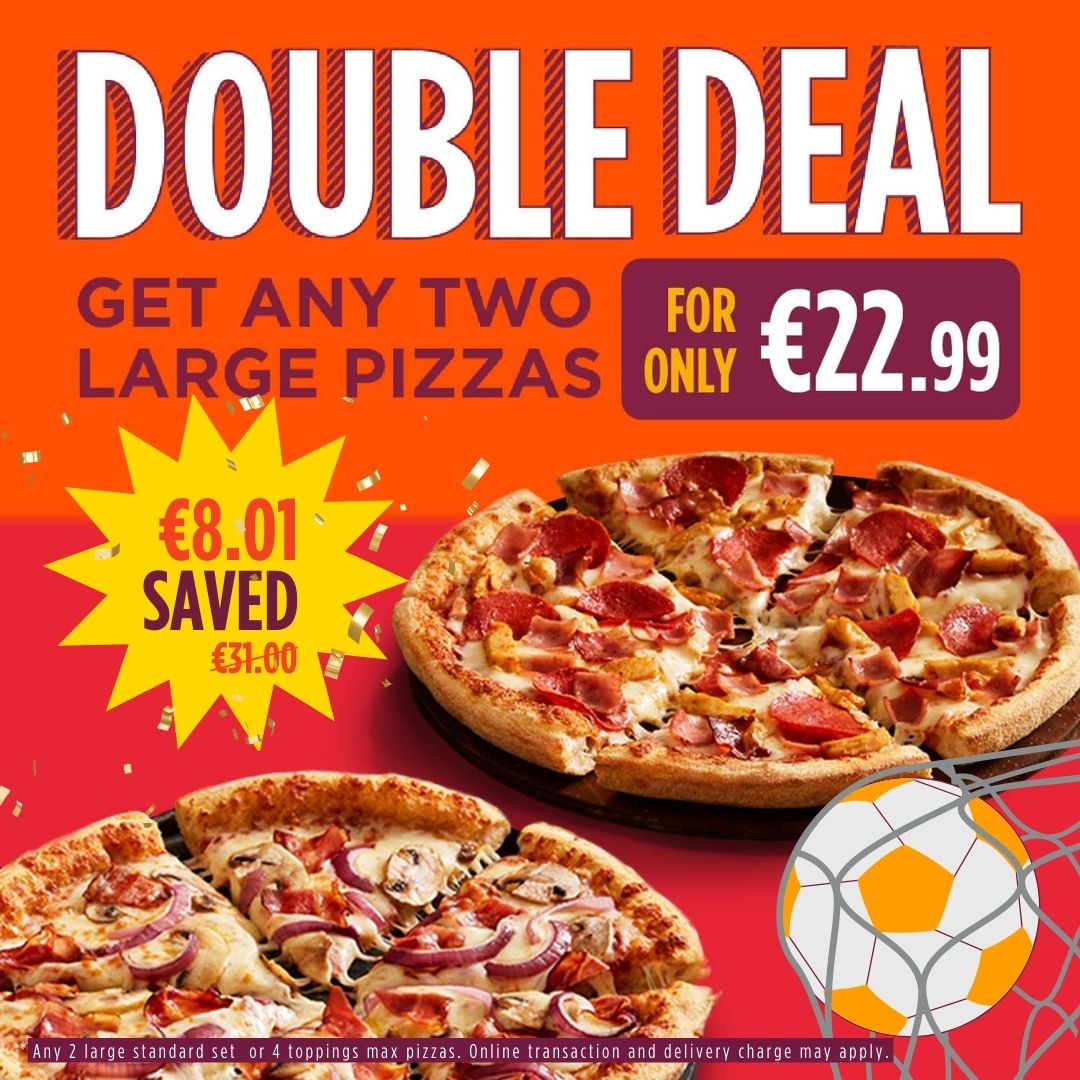 DOUBLE DEAL
GET ANY TWO
LARGE PIZZAS
FOR
ONLY
€22.99
€8.01
SAVED
€31.00
* Any 2 large standard set or 4 toppings max pizzas. Online transaction and delivery charge may apply.